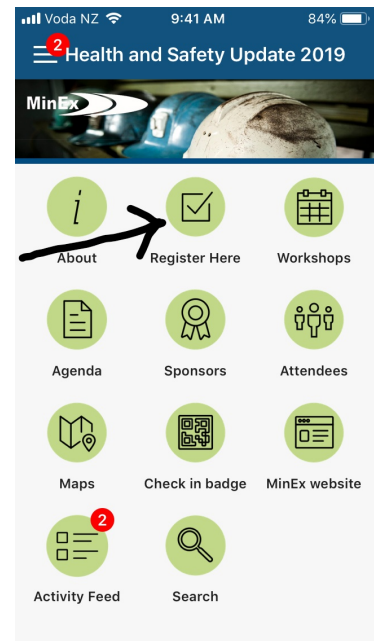 Voda NZ 9:41 AM 84%
2
Health and Safety Update 2019
MinEx
i
About Register Here Workshops
Agenda Sponsors Attendees
Maps Check in badge MinEx website
2
Activity Feed Search